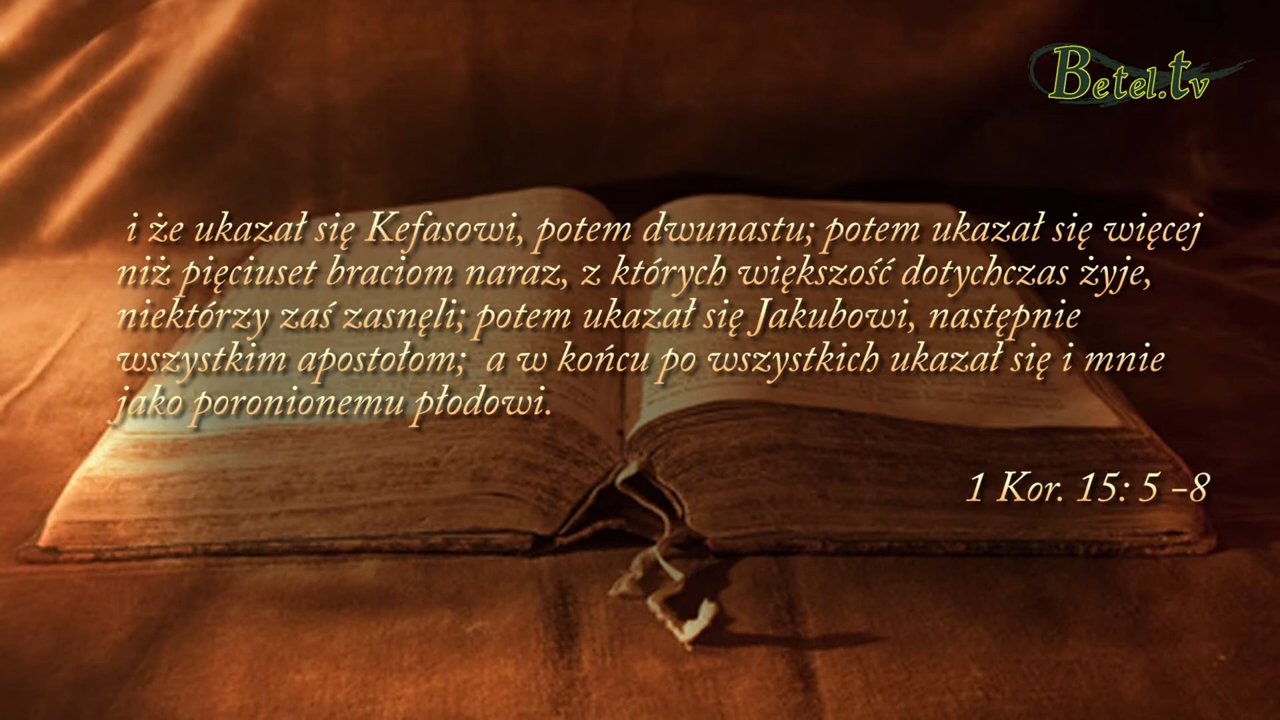 Betel.tv
i że ukazał się Kefasowi, potem dwunastu; potem ukazał się więcej
niż pięciuset braciom naraz, z których większość dotychczas żyje,
niektórzy zaś zasnęli; potem ukazał się Jakubowi, następnie
wszystkim apostołom; a w końcu po wszystkich ukazał się i mnie
jako poronionemu płodowi.
1 Kor. 15: 5 -8